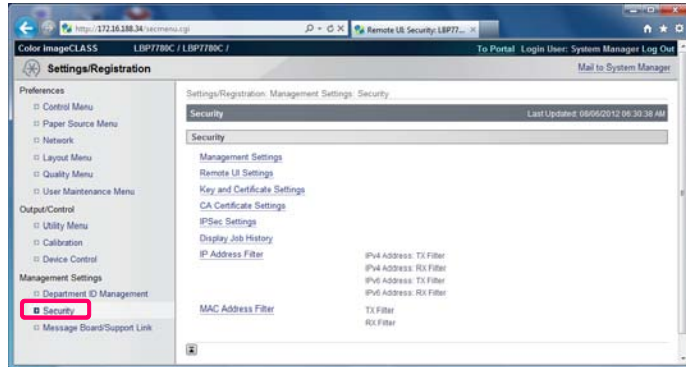 http://172.16.188.34/secmenu.cgi
Remote UI: Security: LBP77...
Color imageCLASS LBP7780C / LBP7780C /
To Portal Login User: System Manager Log Out
Settings/Registration
Mail to System Manager
Preferences
Control Menu
Paper Source Menu
Network
Layout Menu
Quality Menu
User Maintenance Menu
Output/Control
Utility Menu
Calibration
Device Control
Management Settings
Department ID Management
Security
Message Board/Support Link
Settings/Registration: Management Settings: Security
Security
Last Updated: 06/06/2012 06:30:38 AM
Security
Management Settings
Remote UI Settings
Key and Certificate Settings
CA Certificate Settings
IPSec Settings
Display Job History
IP Address Filter
IPv4 Address: TX Filter
IPv4 Address: RX Filter
IPv6 Address: TX Filter
IPv6 Address: RX Filter
MAC Address Filter
TX Filter
RX Filter